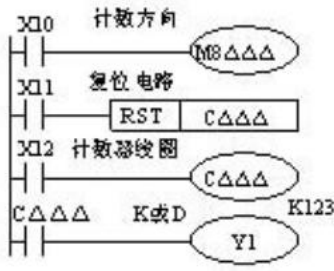 X10 计数方向
M8△△△
X11 复位电路
RST C△△△
X12 计数器线圈
C△△△
C△△△ K或D K123
Y1